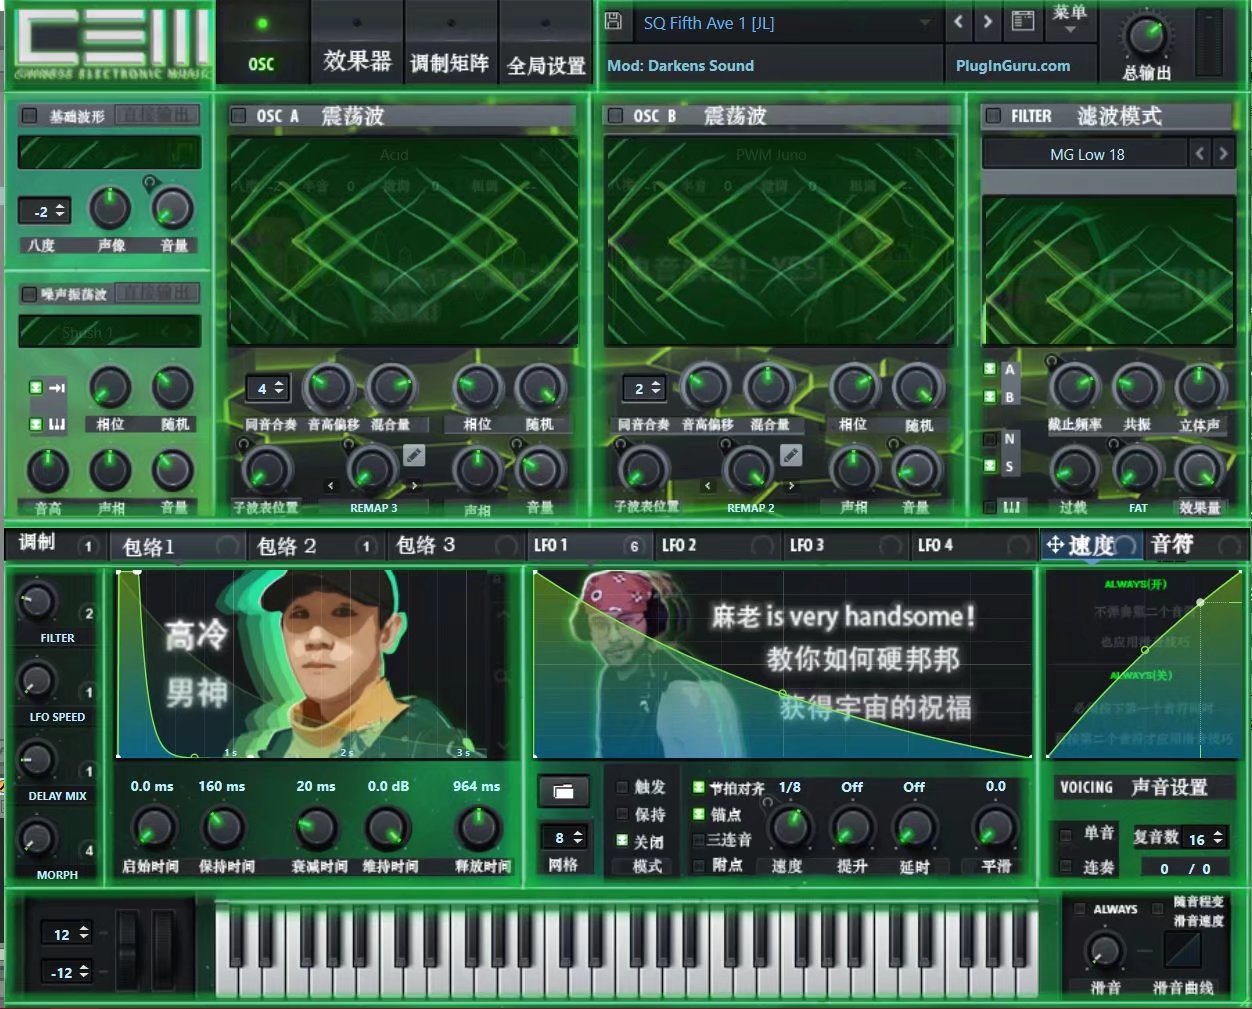 CEM
CHINESE ELECTRONIC MUSIC
OSC
效果器
调制矩阵
全局设置
SQ Fifth Ave 1 [JL]
菜单
Mod: Darkens Sound
PlugInGuru.com
总输出
基础波形 直接输出
-2
八度 声像 音量
噪声振荡波 直接输出
Shush 1
相位 随机
音高 声相 音量
OSC A 震荡波
Acid
4
同音合奏 音高偏移 混合量 相位 随机
子波表位置 REMAP 3 声相 音量
OSC B 震荡波
PWM Juno
2
同音合奏 音高偏移 混合量 相位 随机
子波表位置 REMAP 2 声相 音量
FILTER 滤波模式
MG Low 18
A
B
截止频率 共振 立体声
N
S
过载 FAT 效果量
调制 1
包络1
包络 2 1
包络 3
LFO 1 6
LFO 2
LFO 3
LFO 4
速度
音符
2
FILTER
1
LFO SPEED
1
DELAY MIX
4
MORPH
高冷
男神
1 s 2 s 3 s
0.0 ms 160 ms 20 ms 0.0 dB 964 ms
启始时间 保持时间 衰减时间 维持时间 释放时间
麻老 is very handsome!
教你如何硬邦邦
获得宇宙的祝福
8
网格
触发
保持
关闭
模式
节拍对齐
锚点
三连音
附点
1/8 Off Off 0.0
速度 提升 延时 平滑
ALWAYS(开)
ALWAYS(关)
VOICING 声音设置
单音 复音数 16
连奏 0 / 0
12
-12
ALWAYS 随音程变
滑音速度
滑音 滑音曲线